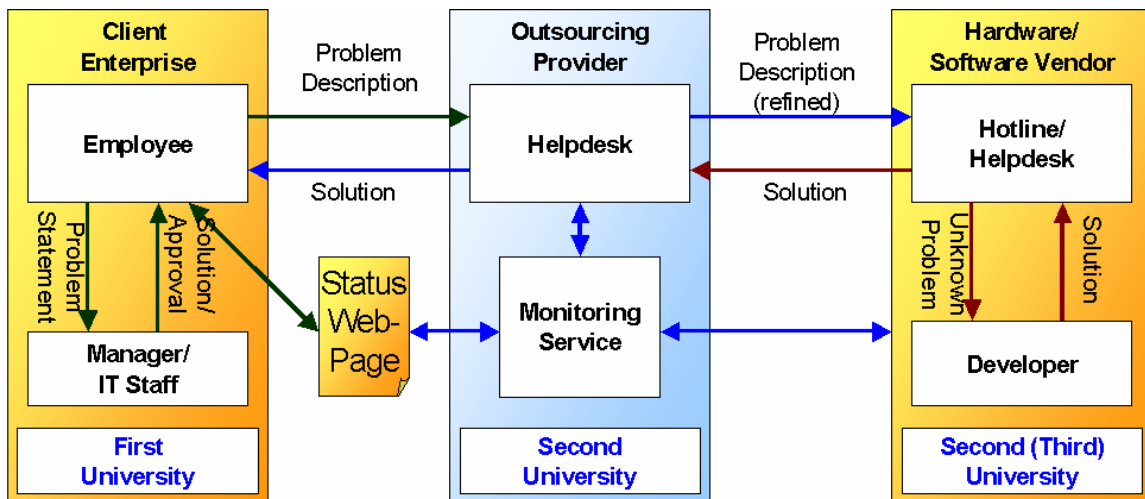 Client
Enterprise
Employee
Problem
Statement
Solution/
Approval
Manager/
IT Staff
First
University
Problem
Description
Solution
Status
Web-
Page
Outsourcing
Provider
Helpdesk
Monitoring
Service
Second
University
Problem
Description
(refined)
Solution
Hardware/
Software Vendor
Hotline/
Helpdesk
Unknown
Problem
Solution
Developer
Second (Third)
University